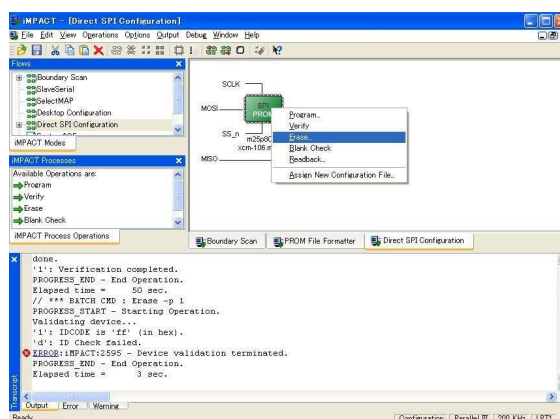 iMPACT - [Direct SPI Configuration]
File Edit View Operations Options Output Debug Window Help
Flows
Boundary Scan
SlaveSerial
SelectMAP
Desktop Configuration
Direct SPI Configuration
iMPACT Modes
iMPACT Processes
Available Operations are:
Program
Verify
Erase
Blank Check
iMPACT Process Operations
SCLK
MOSI
SPI
PROM
SS_n
m25p80
xcm-106.m
MISO
Program...
Verify
Erase...
Blank Check
Readback...
Assign New Configuration File...
Boundary Scan
PROM File Formatter
Direct SPI Configuration
done.
'1': Verification completed.
PROGRESS_END - End Operation.
Elapsed time = 50 sec.
// *** BATCH CMD : Erase -p 1
PROGRESS_START - Starting Operation.
Validating device...
'1': IDCODE is 'ff' (in hex).
'd': ID Check failed.
ERROR:iMPACT:2595 - Device validation terminated.
PROGRESS_END - End Operation.
Elapsed time = 3 sec.
Transcript
Output Error Warning
Ready
Configuration Parallel III 200 KHz LPT1